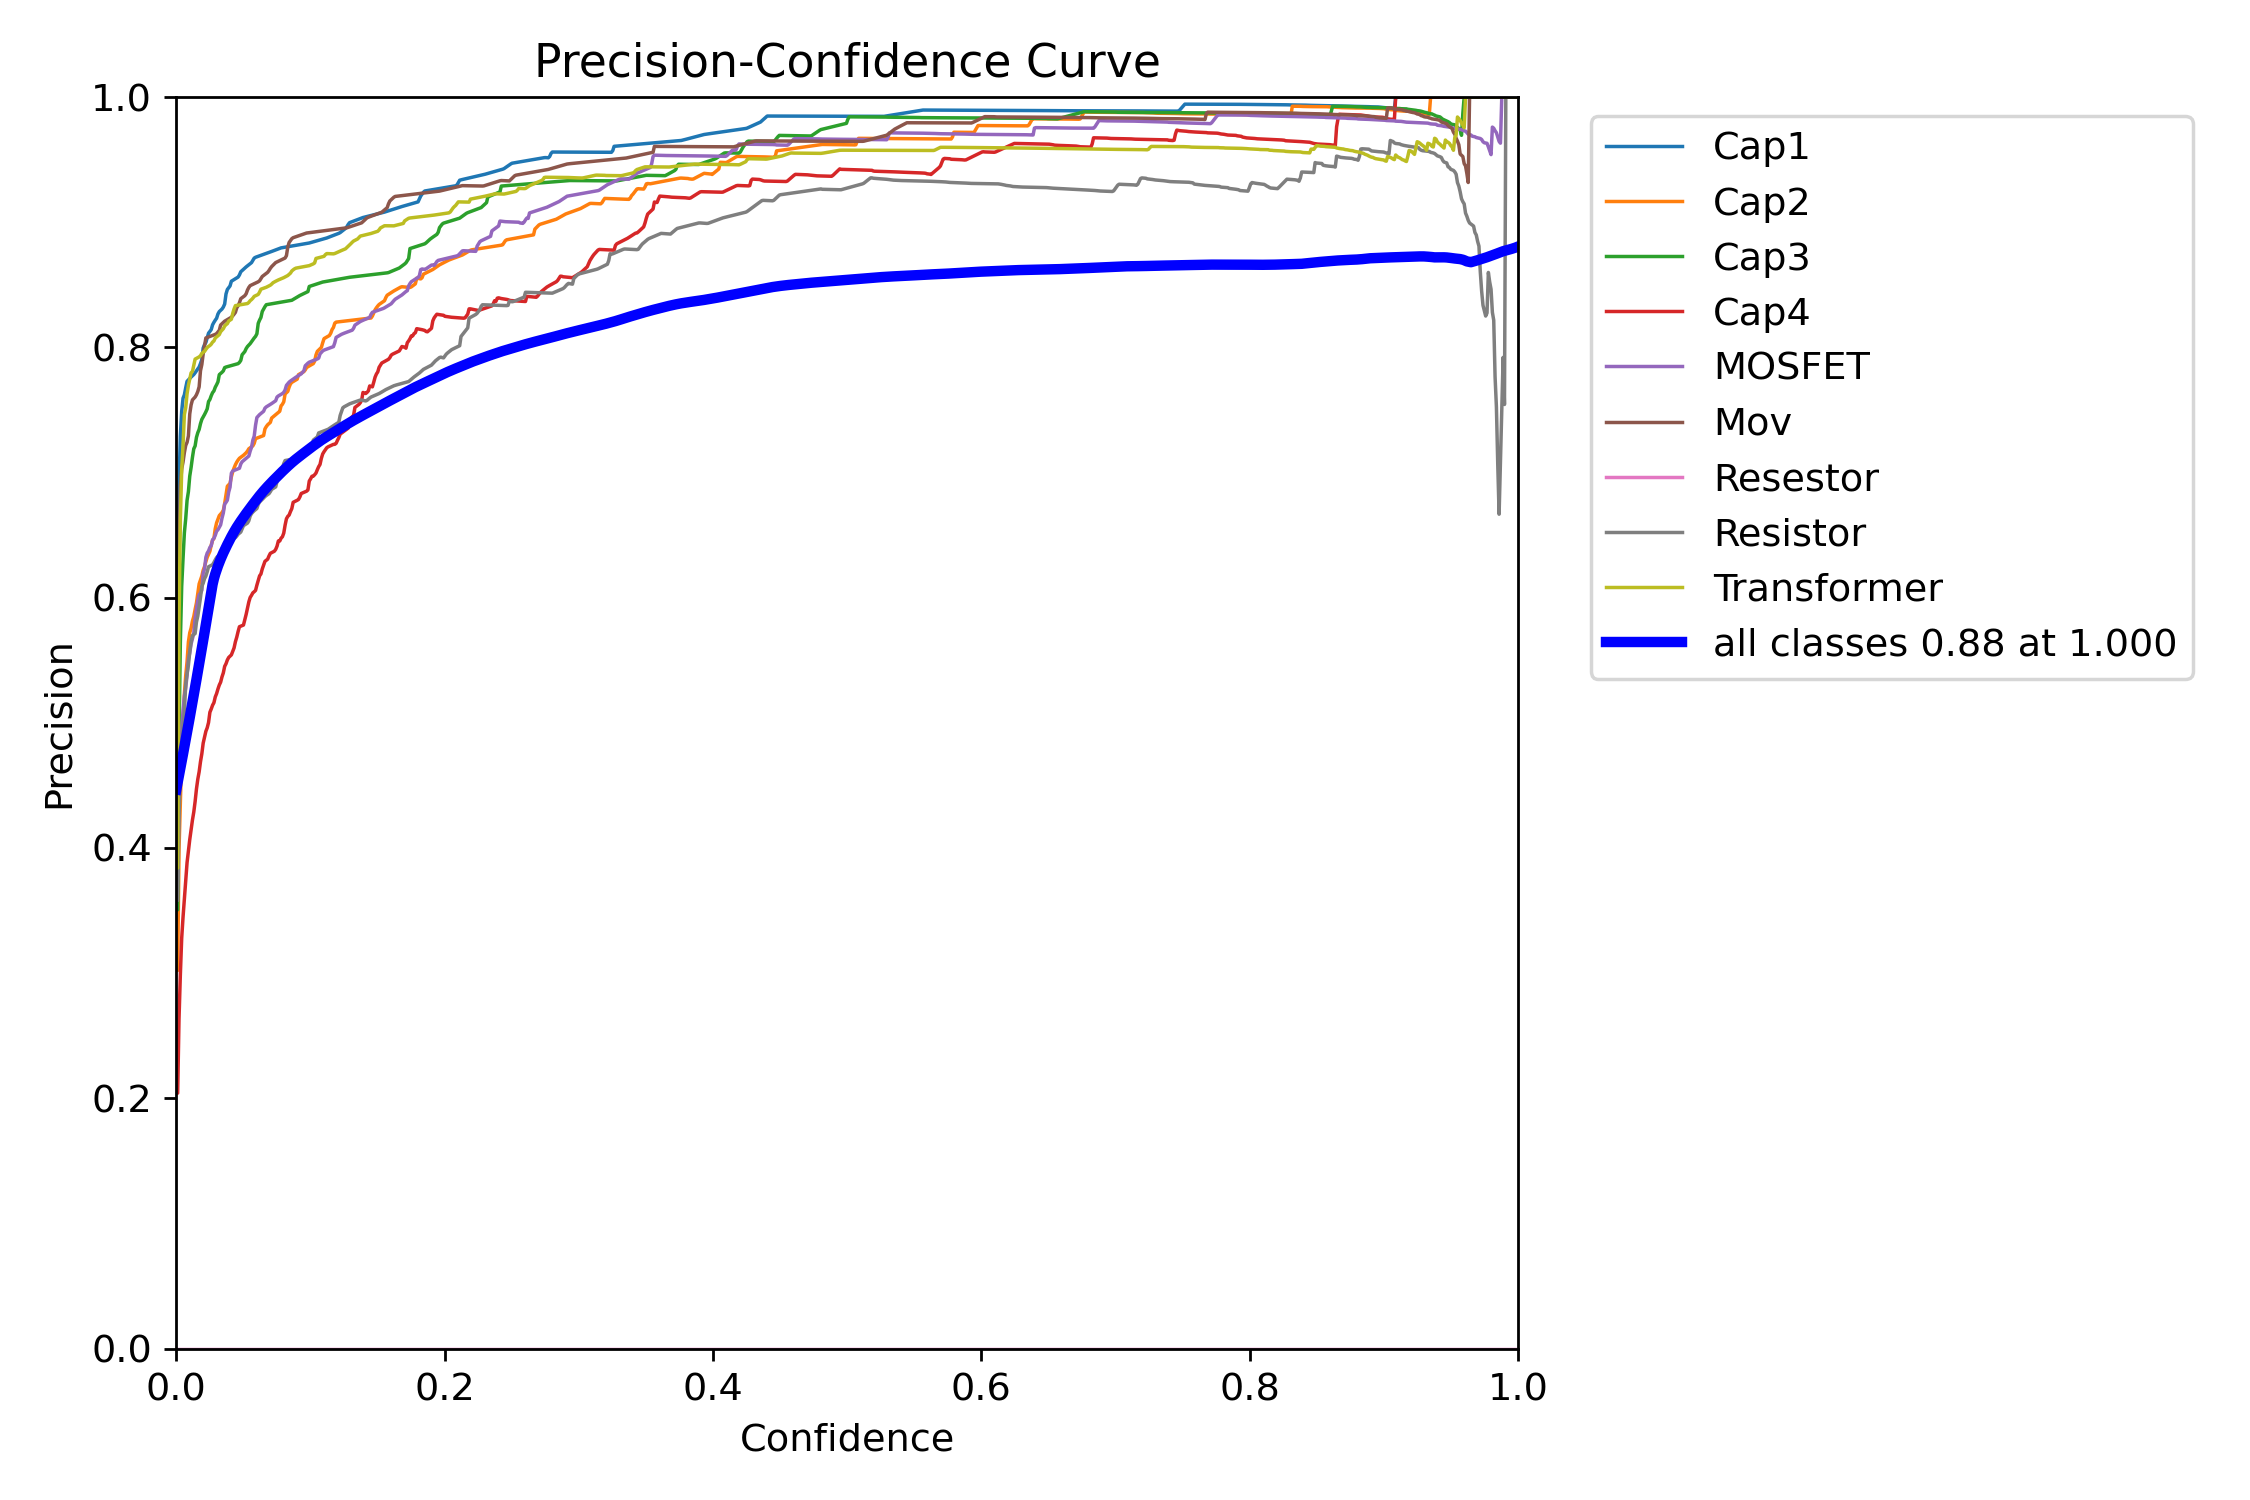 Precision-Confidence Curve
1.0
0.8
0.6
0.4
0.2
0.0
Precision
0.0 0.2 0.4 0.6 0.8 1.0
Confidence
Cap1
Cap2
Cap3
Cap4
MOSFET
Mov
Resestor
Resistor
Transformer
all classes 0.88 at 1.000